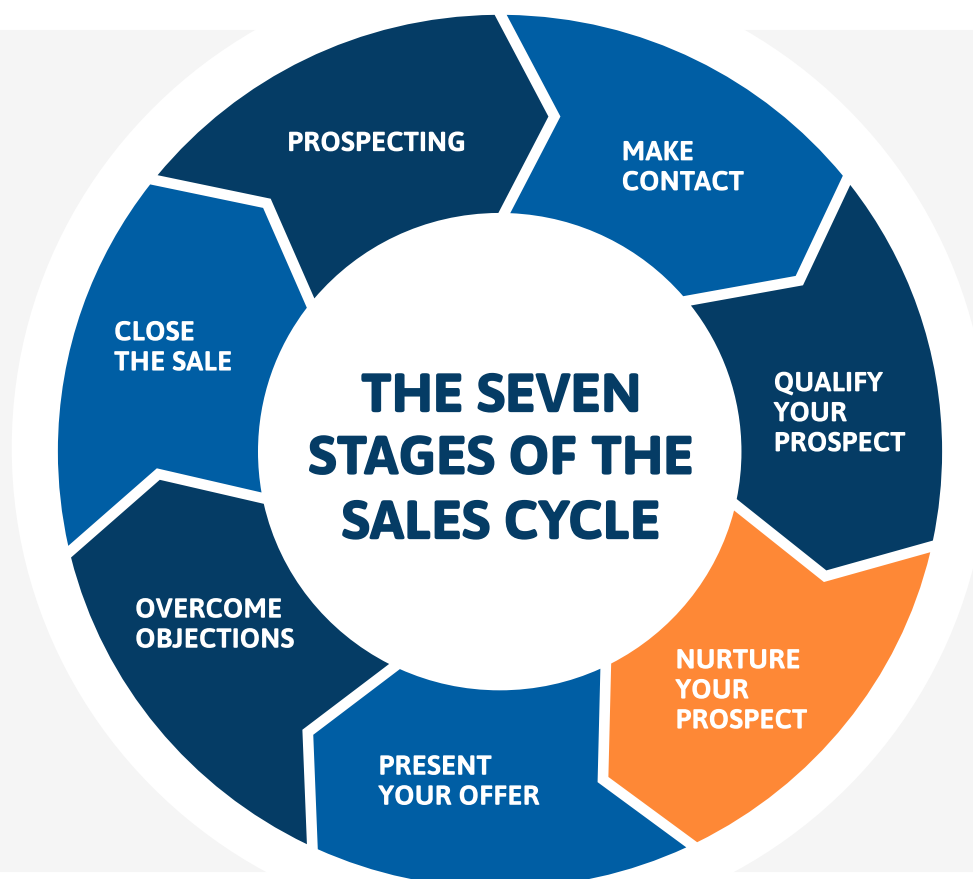 PROSPECTING
MAKE
CONTACT
QUALIFY
YOUR
PROSPECT
NURTURE
YOUR
PROSPECT
PRESENT
YOUR OFFER
OVERCOME
OBJECTIONS
CLOSE
THE SALE
THE SEVEN
STAGES OF THE
SALES CYCLE